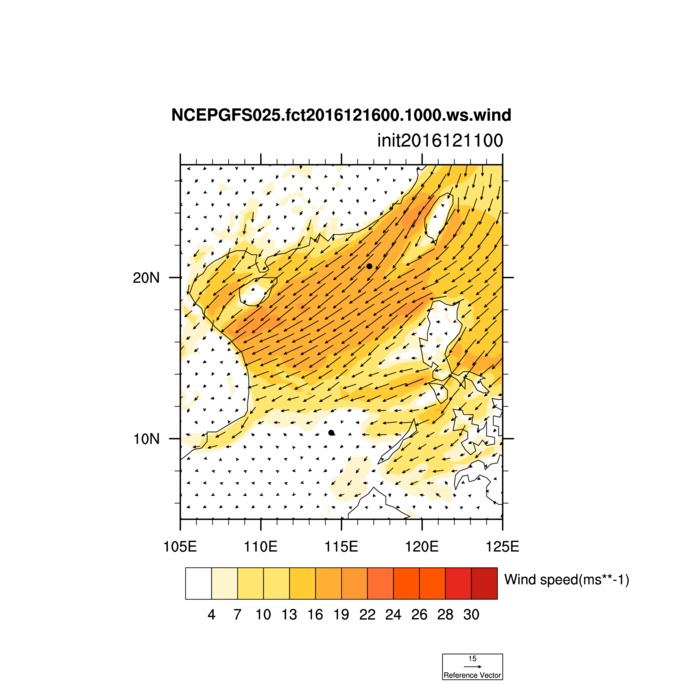 NCEPGFS025.fct2016121600.1000.ws.wind
init2016121100
20N
10N
105E 110E 115E 120E 125E
Wind speed(ms**-1)
4 7 10 13 16 19 22 24 26 28 30
15
Reference Vector